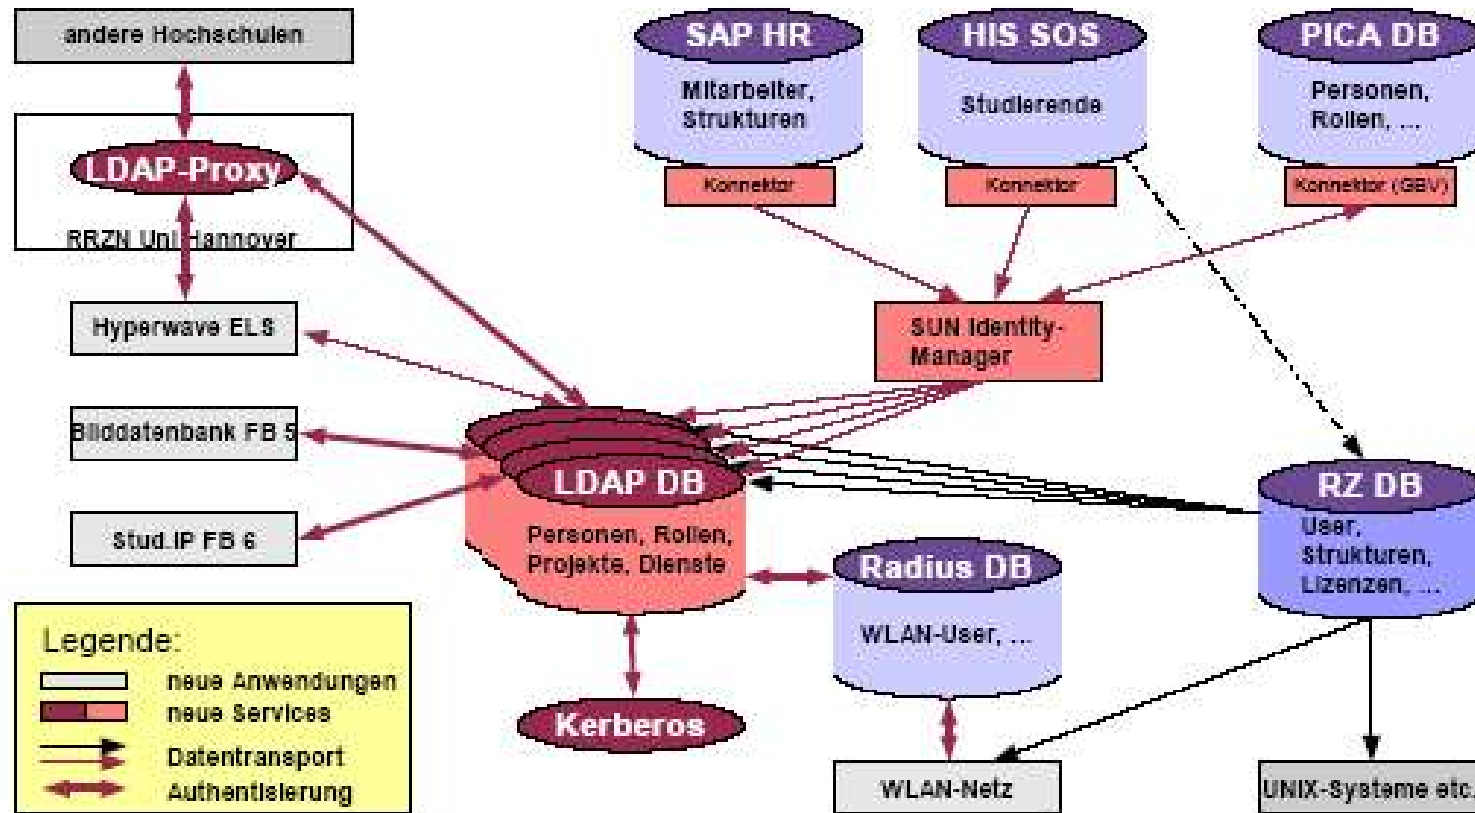 andere Hochschulen
LDAP-Proxy
RRZN Uni Hannover
Hyperwave ELS
Bilddatenbank FB 5
Stud.IP FB 6
SAP HR
Mitarbeiter,
Strukturen
Konnektor
HIS SOS
Studierende
Konnektor
PICA DB
Personen,
Rollen, ...
Konnektor (GBV)
SUN Identity-
Manager
LDAP DB
Personen, Rollen,
Projekte, Dienste
RZ DB
User,
Strukturen,
Lizenzen, ...
Radius DB
WLAN-User, ...
Kerberos
WLAN-Netz
UNIX-Systeme etc.
Legende:
neue Anwendungen
neue Services
Datentransport
Authentisierung